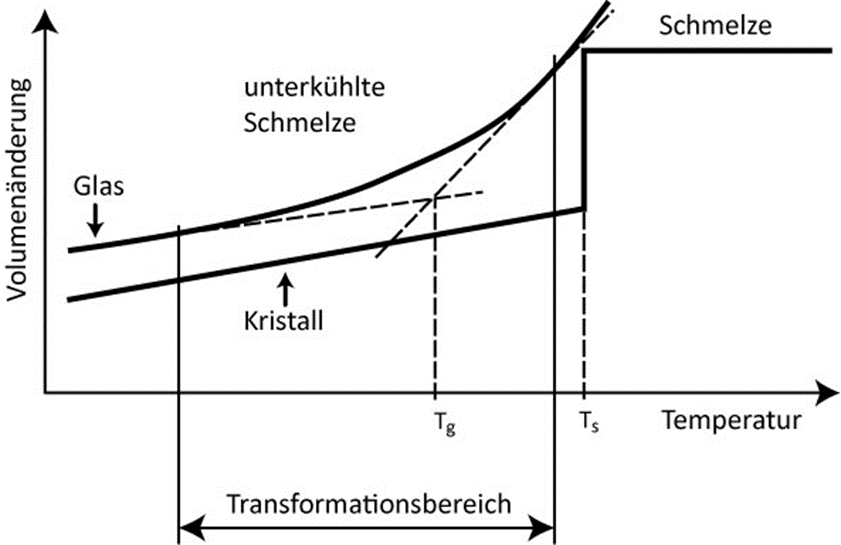 Schmelze
unterkühlte
Schmelze
Volumenänderung
Glas
Kristall
Tg
Ts
Temperatur
Transformationsbereich